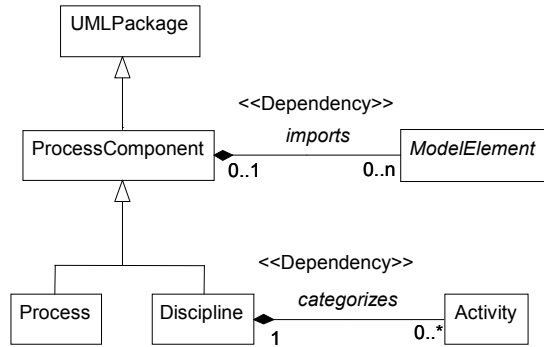 UMLPackage
<<Dependency>>
ProcessComponent
imports
ModelElement
0..1
0..n
<<Dependency>>
Process
Discipline
categorizes
Activity
1
0..*